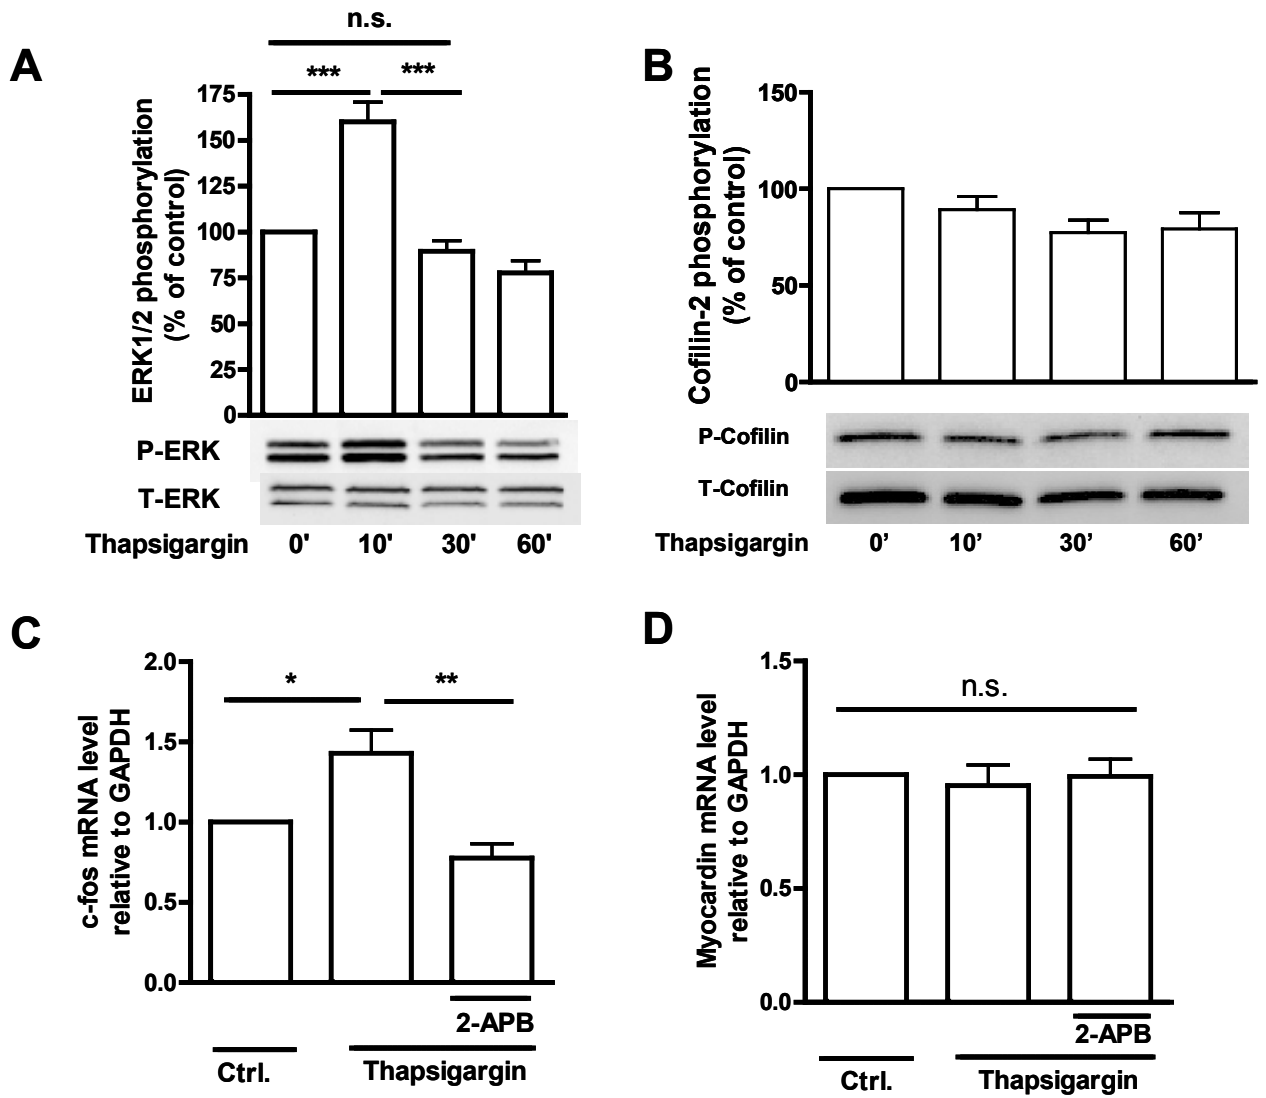 A
n.s.
***
***
ERK1/2 phosphorylation
(% of control)
175
150
125
100
75
50
25
0
P-ERK
T-ERK
Thapsigargin 0' 10' 30' 60'
B
Cofilin-2 phosphorylation
(% of control)
150
100
50
0
P-Cofilin
T-Cofilin
Thapsigargin 0’ 10’ 30’ 60’
C
c-fos mRNA level
relative to GAPDH
2.0
1.5
1.0
0.5
0.0
*
**
2-APB
Ctrl. Thapsigargin
D
Myocardin mRNA level
relative to GAPDH
1.5
1.0
0.5
0.0
n.s.
2-APB
Ctrl. Thapsigargin